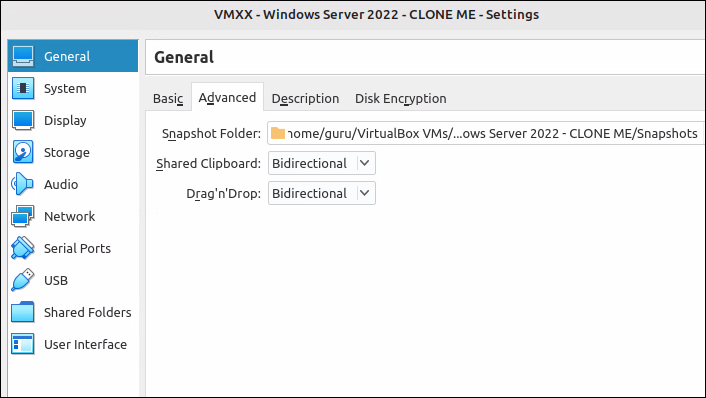 VMXX - Windows Server 2022 - CLONE ME - Settings
General
System
Display
Storage
Audio
Network
Serial Ports
USB
Shared Folders
User Interface
General
Basic Advanced Description Disk Encryption
Snapshot Folder: home/guru/VirtualBox VMs/...ows Server 2022 - CLONE ME/Snapshots
Shared Clipboard: Bidirectional
Drag'n'Drop: Bidirectional